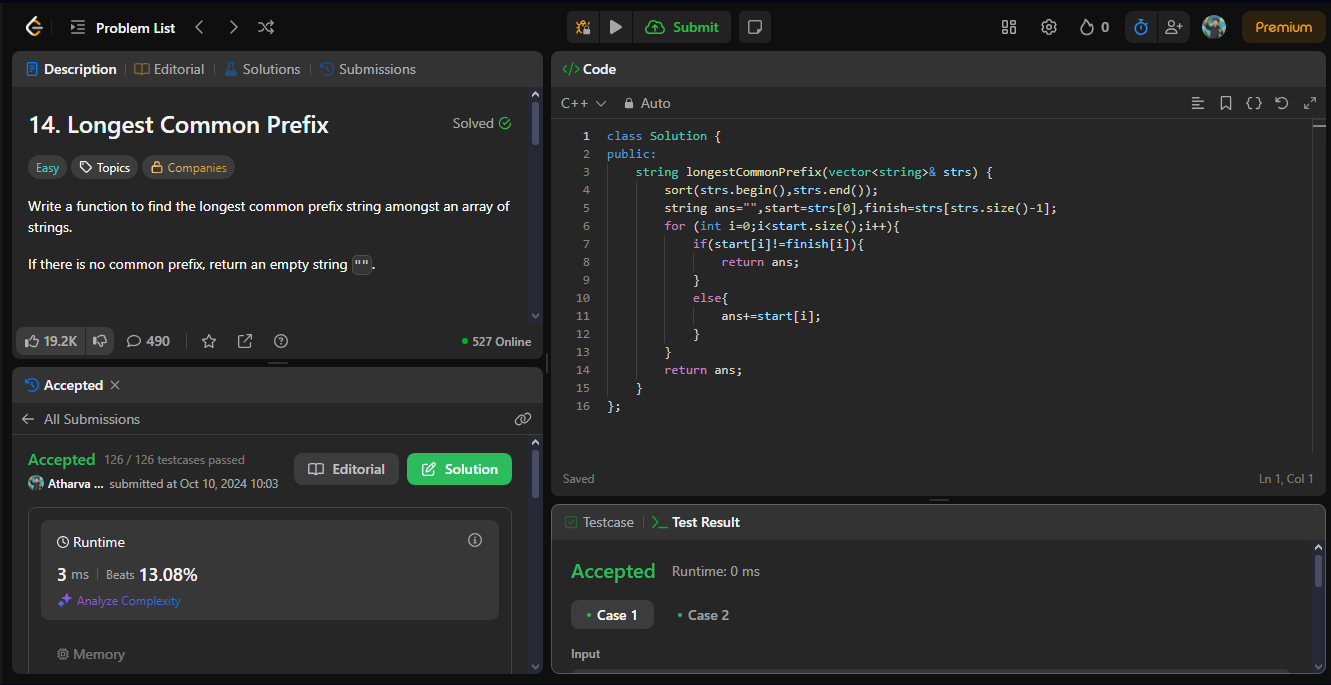 Problem List
Submit
0
Premium
Description
Editorial
Solutions
Submissions
14. Longest Common Prefix
Solved
Easy
Topics
Companies
Write a function to find the longest common prefix string amongst an array of
strings.
If there is no common prefix, return an empty string "".
19.2K
490
527 Online
Accepted
All Submissions
Accepted 126 / 126 testcases passed
Atharva ... submitted at Oct 10, 2024 10:03
Editorial
Solution
Runtime
3 ms | Beats 13.08%
Analyze Complexity
Memory
</> Code
C++
Auto
1 class Solution {
2 public:
3     string longestCommonPrefix(vector<string>& strs) {
4         sort(strs.begin(),strs.end());
5         string ans="",start=strs[0],finish=strs[strs.size()-1];
6         for (int i=0;i<start.size();i++){
7             if(start[i]!=finish[i]){
8                 return ans;
9             }
10             else{
11                 ans+=start[i];
12             }
13         }
14         return ans;
15     }
16 };
Saved
Ln 1, Col 1
Testcase
Test Result
Accepted Runtime: 0 ms
• Case 1
• Case 2
Input